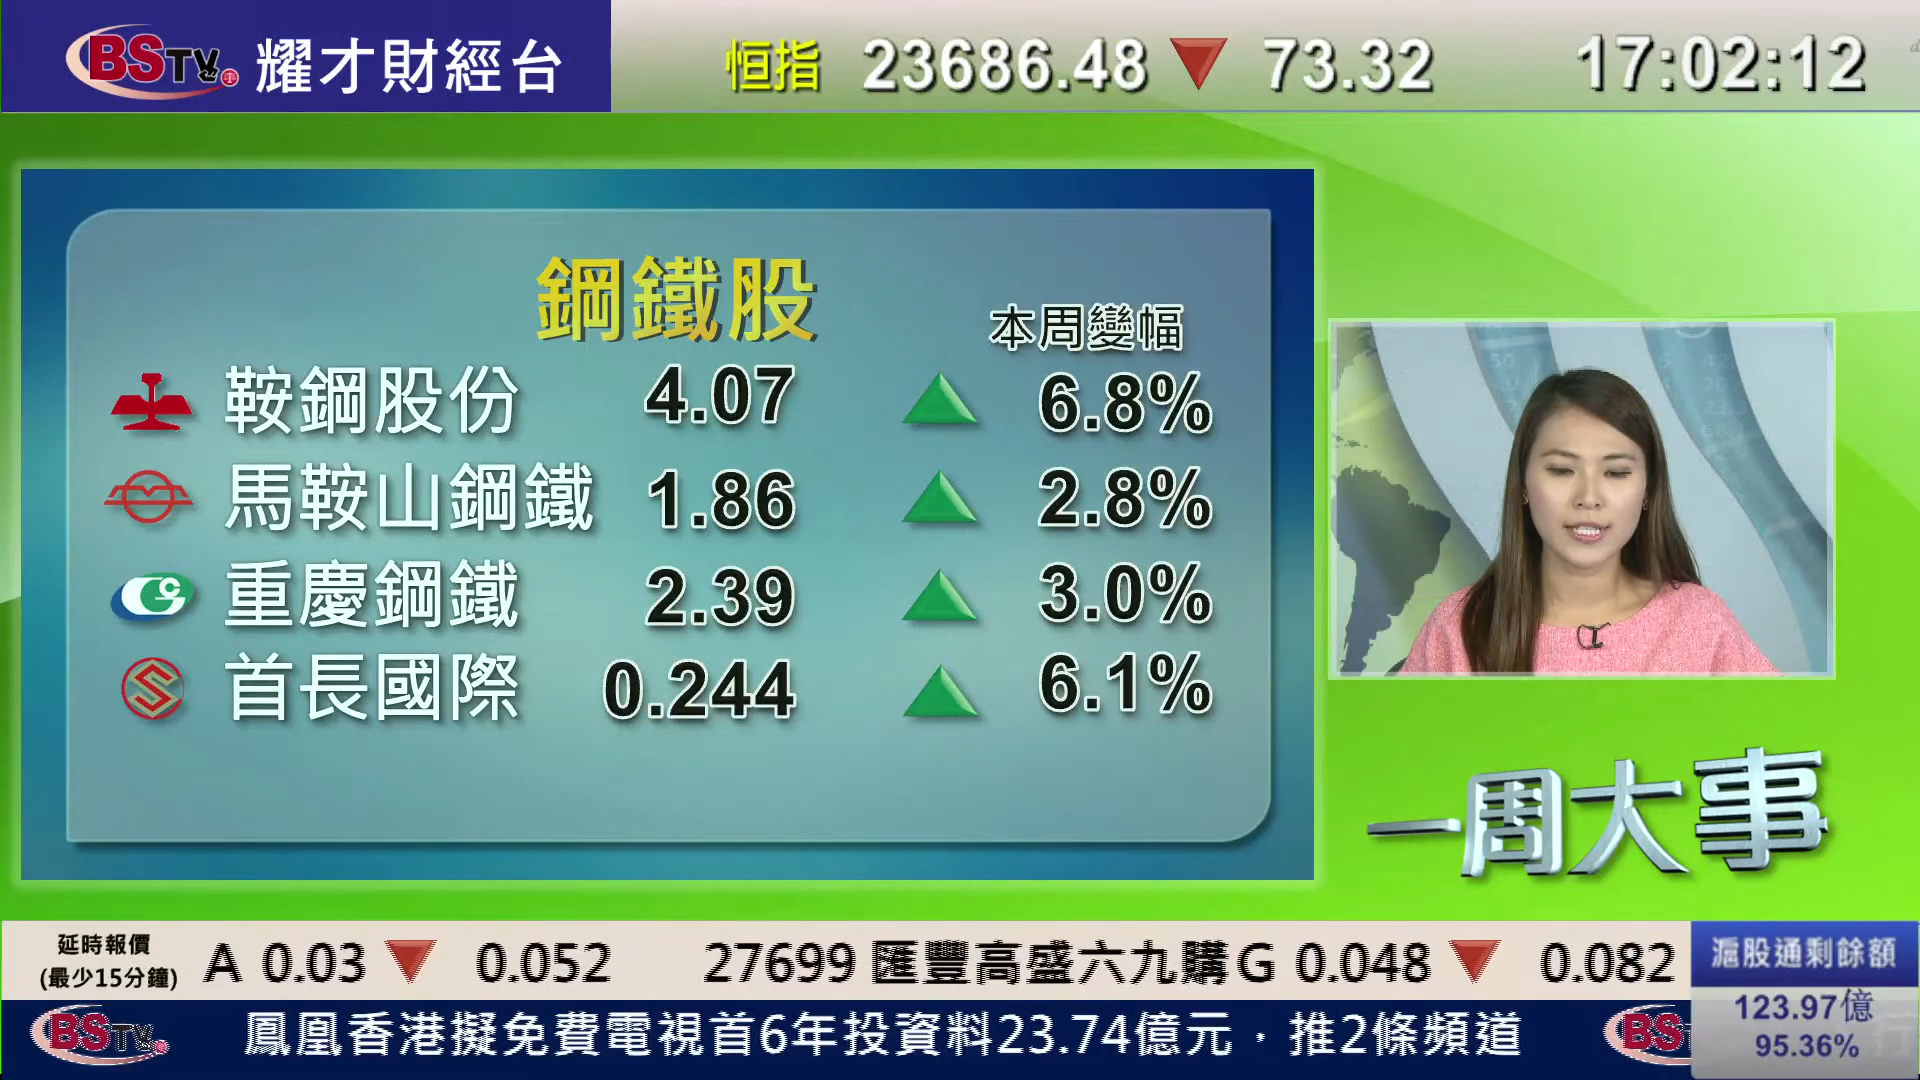 BSTV 耀才財經台
恒指 23686.48 ▼ 73.32 17:02:12
鋼鐵股
本周變幅
鞍鋼股份 4.07 ▲ 6.8%
馬鞍山鋼鐵 1.86 ▲ 2.8%
重慶鋼鐵 2.39 ▲ 3.0%
首長國際 0.244 ▲ 6.1%
一周大事
延時報價
(最少15分鐘)
A 0.03 ▼ 0.052 27699 匯豐高盛六九購G 0.048 ▼ 0.082
滬股通剩餘額
123.97億
95.36%
BSTV 鳳凰香港擬免費電視首6年投資料23.74億元，推2條頻道 BS